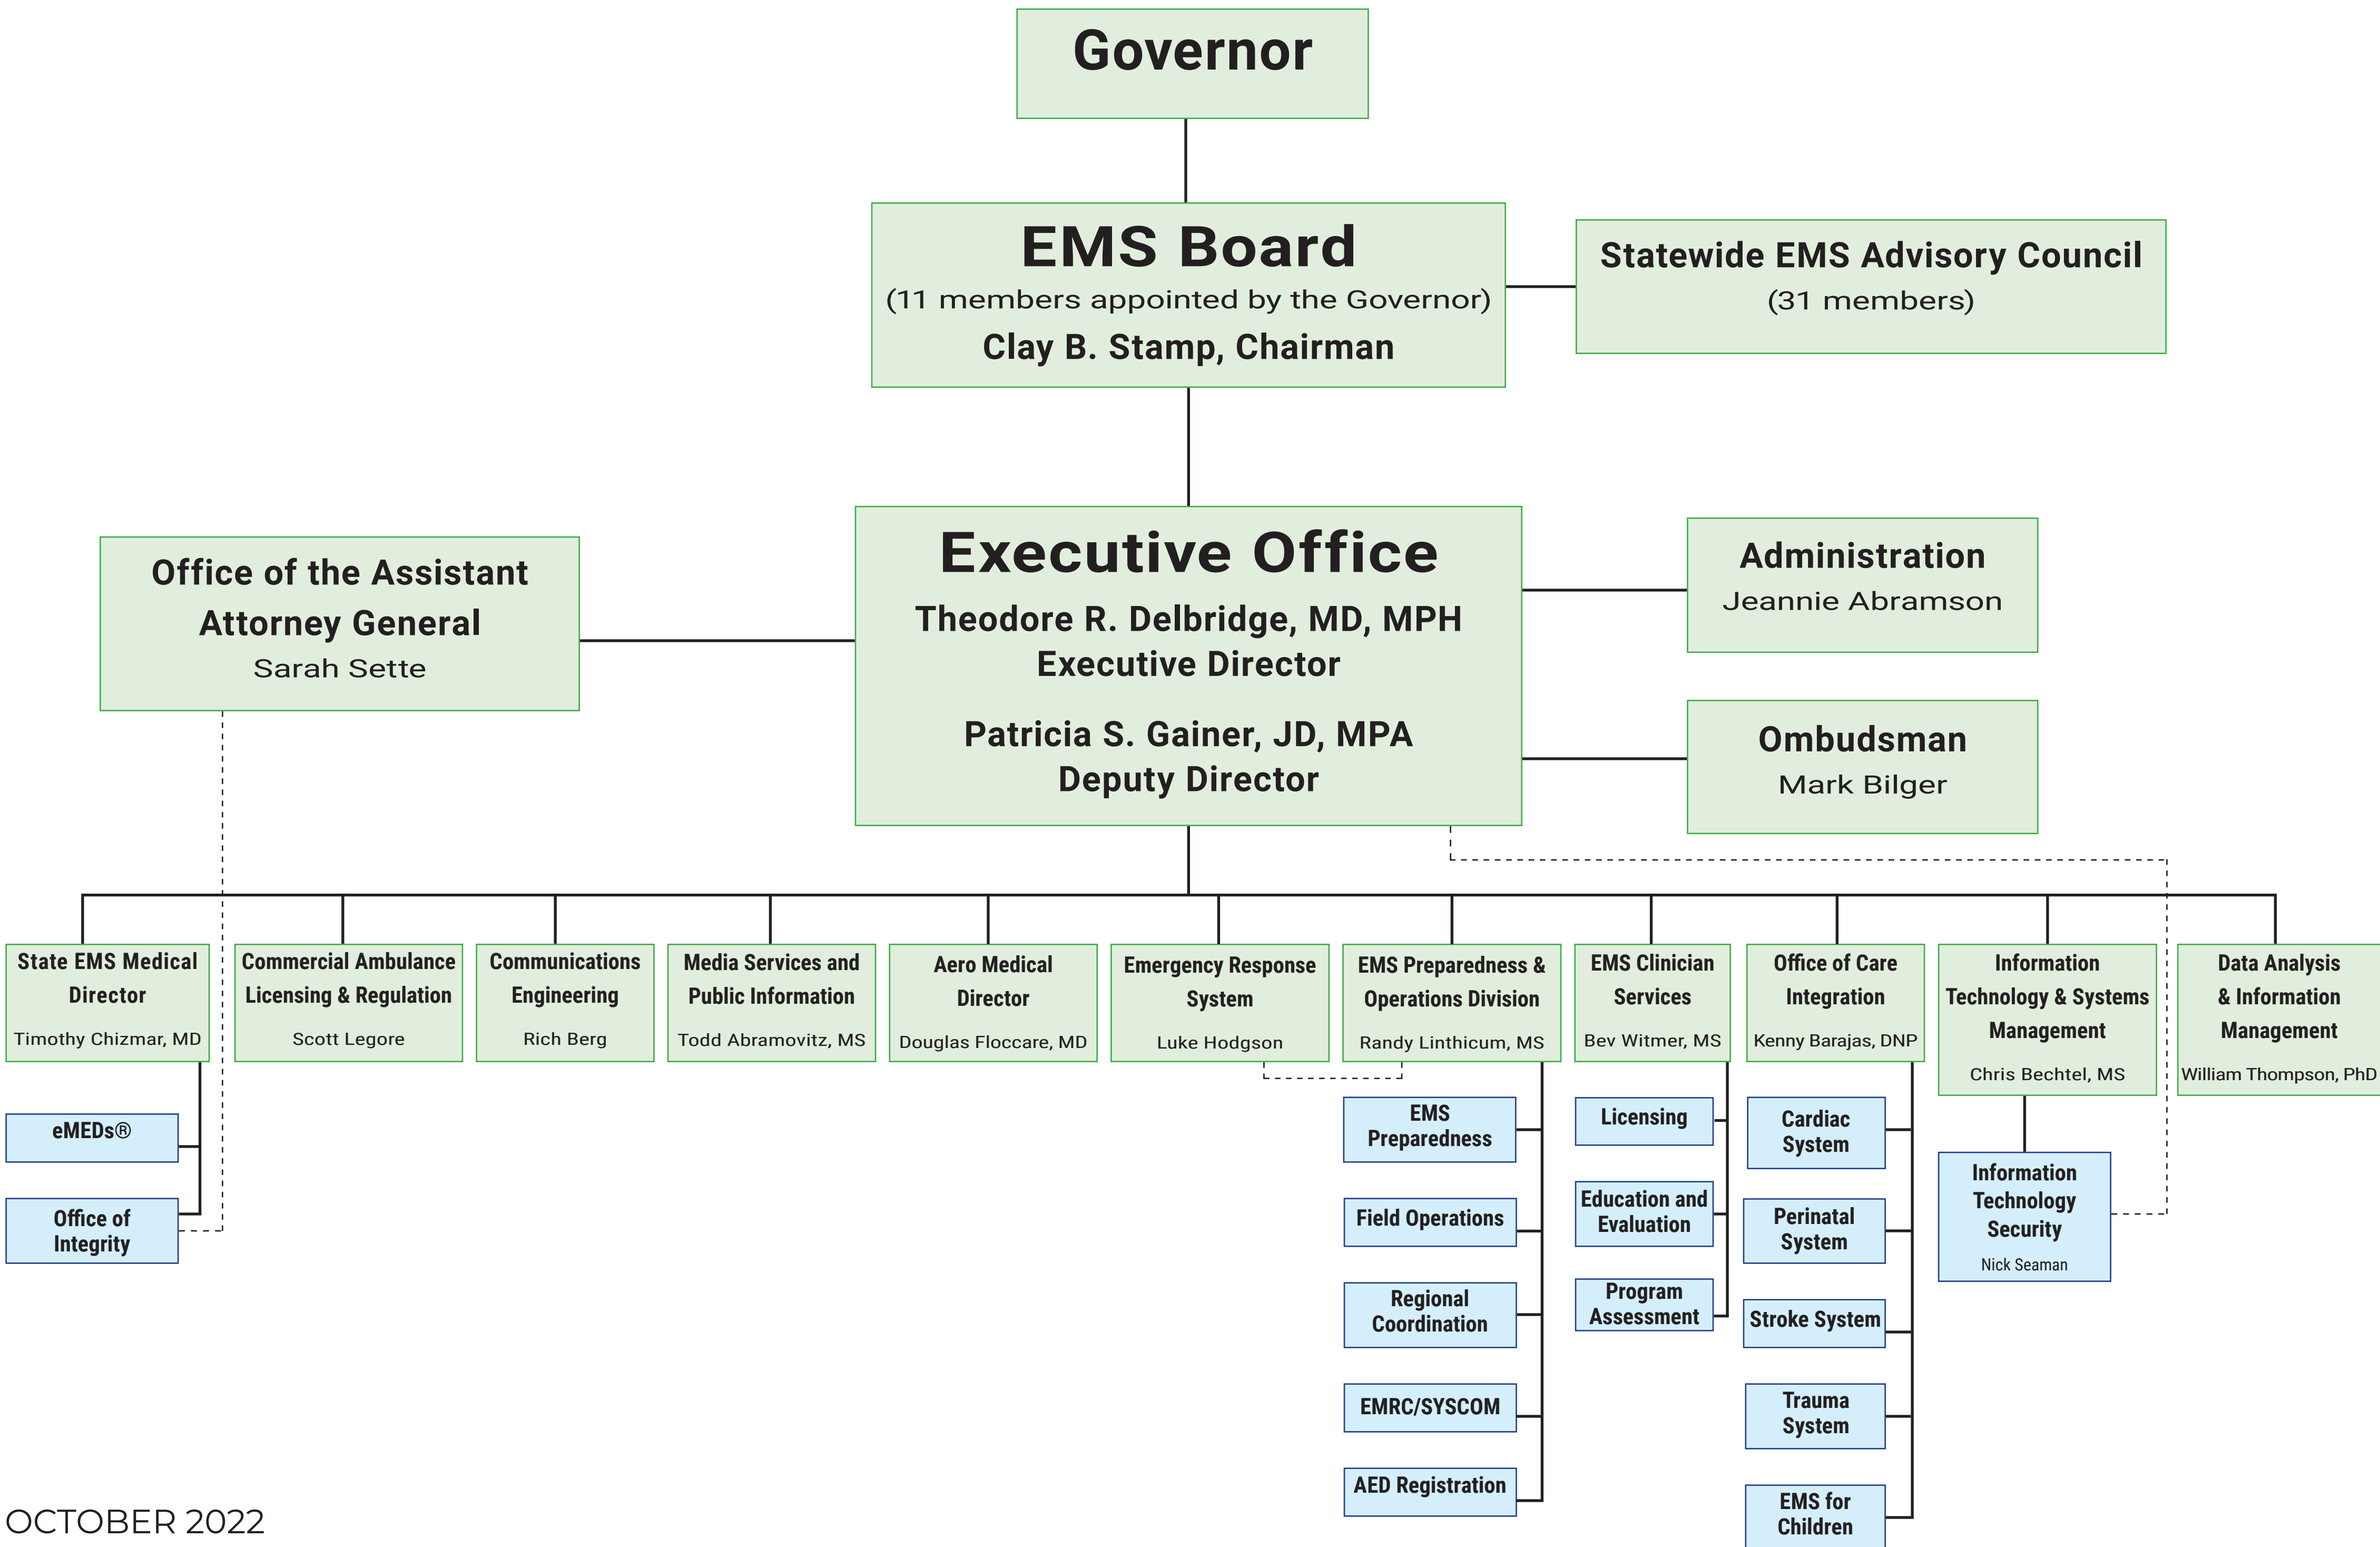 Governor
EMS Board
(11 members appointed by the Governor)
Clay B. Stamp, Chairman
Statewide EMS Advisory Council
(31 members)
Office of the Assistant
Attorney General
Sarah Sette
Executive Office
Theodore R. Delbridge, MD, MPH
Executive Director
Patricia S. Gainer, JD, MPA
Deputy Director
Administration
Jeannie Abramson
Ombudsman
Mark Bilger
State EMS Medical
Director
Timothy Chizmar, MD
Commercial Ambulance
Licensing & Regulation
Scott Legore
Communications
Engineering
Rich Berg
Media Services and
Public Information
Todd Abramovitz, MS
Aero Medical
Director
Douglas Floccare, MD
Emergency Response
System
Luke Hodgson
EMS Preparedness &
Operations Division
Randy Linthicum, MS
EMS Clinician
Services
Bev Witmer, MS
Office of Care
Integration
Kenny Barajas, DNP
Information
Technology & Systems
Management
Chris Bechtel, MS
Data Analysis
& Information
Management
William Thompson, PhD
eMEDs®
Office of
Integrity
EMS
Preparedness
Field Operations
Regional
Coordination
EMRC/SYSCOM
AED Registration
Licensing
Education and
Evaluation
Program
Assessment
Cardiac
System
Perinatal
System
Stroke System
Trauma
System
EMS for
Children
Information
Technology
Security
Nick Seaman
OCTOBER 2022